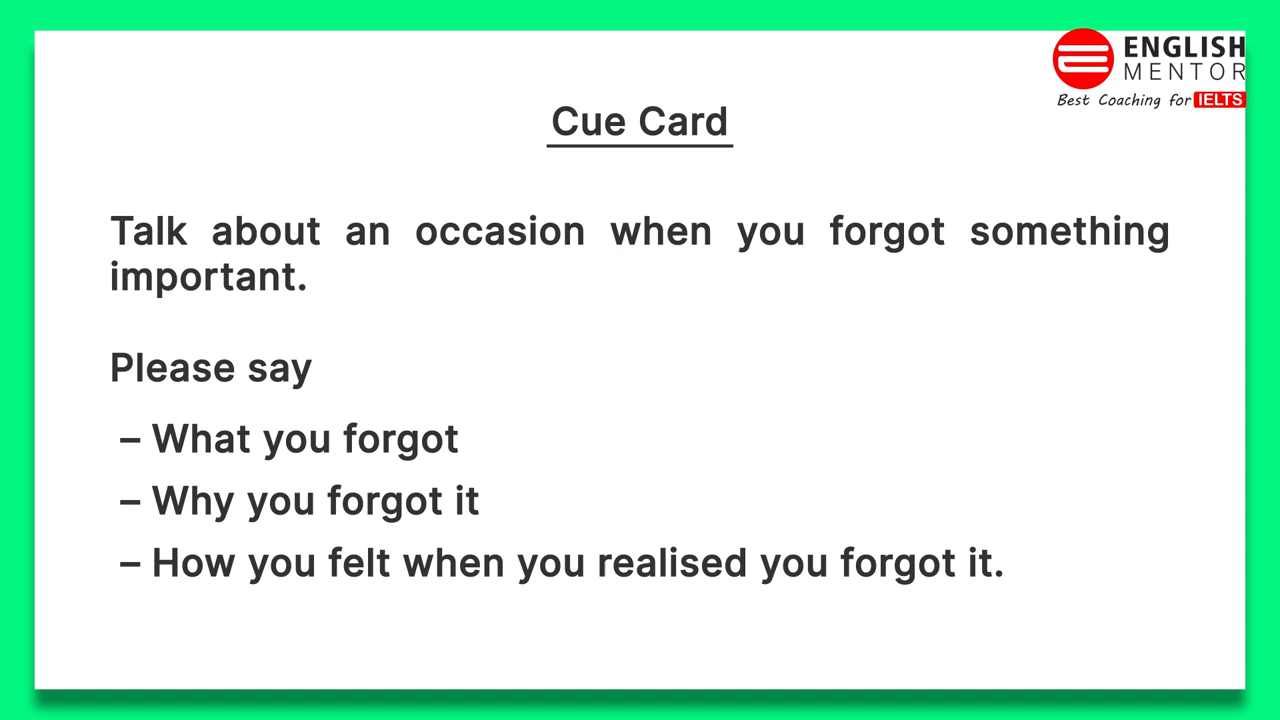 ENGLISH
MENTOR
Best Coaching for IELTS
Cue Card
Talk about an occasion when you forgot something
important.
Please say
– What you forgot
– Why you forgot it
– How you felt when you realised you forgot it.